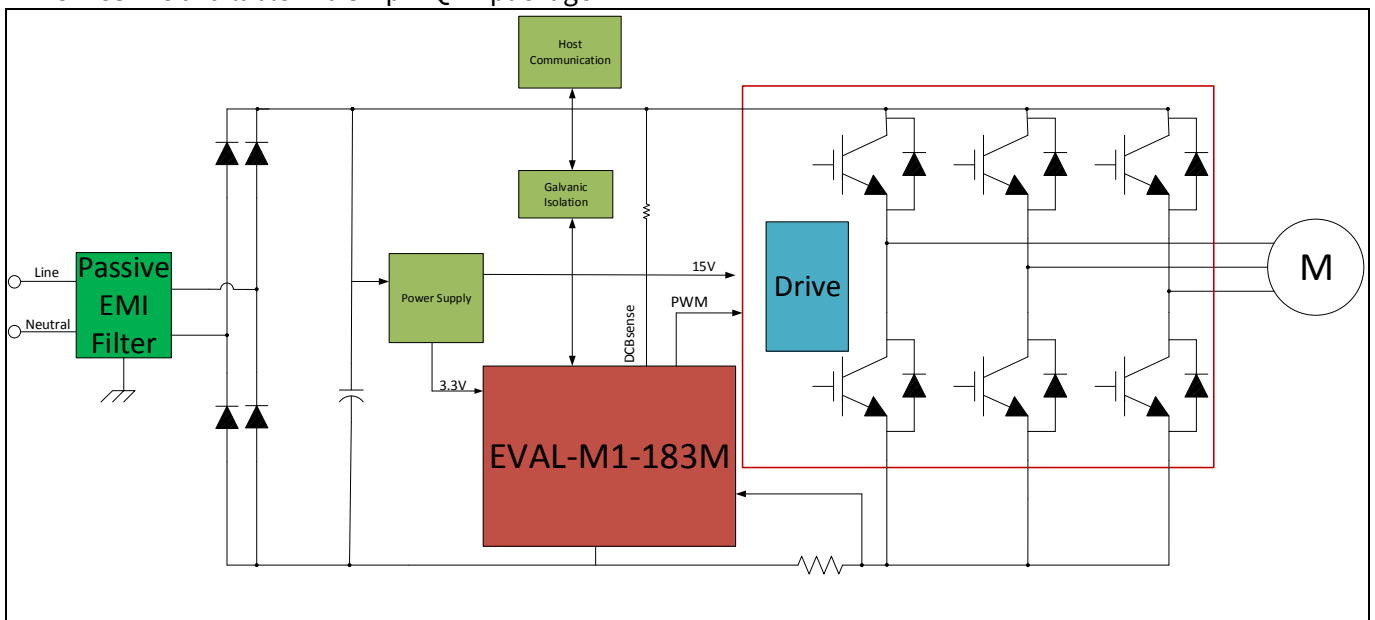 Host
Communication
Galvanic
Isolation
Line
Neutral
Passive
EMI
Filter
Power Supply
15V
3.3V
DCBsense
PWM
Drive
M
EVAL-M1-183M